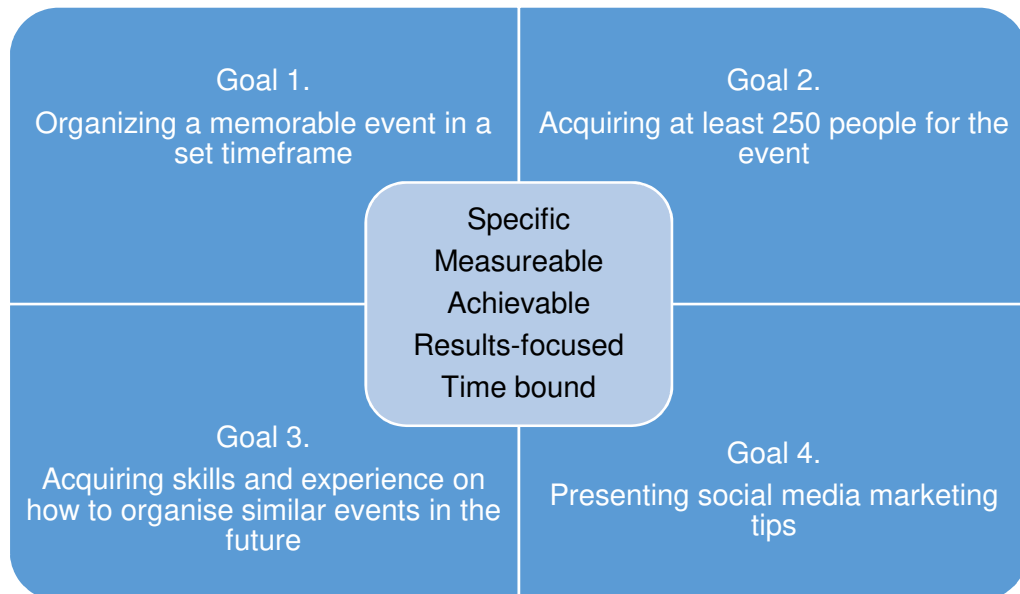 Goal 1.
Organizing a memorable event in a
set timeframe
Goal 2.
Acquiring at least 250 people for the
event
Specific
Measureable
Achievable
Results-focused
Time bound
Goal 3.
Acquiring skills and experience on
how to organise similar events in the
future
Goal 4.
Presenting social media marketing
tips